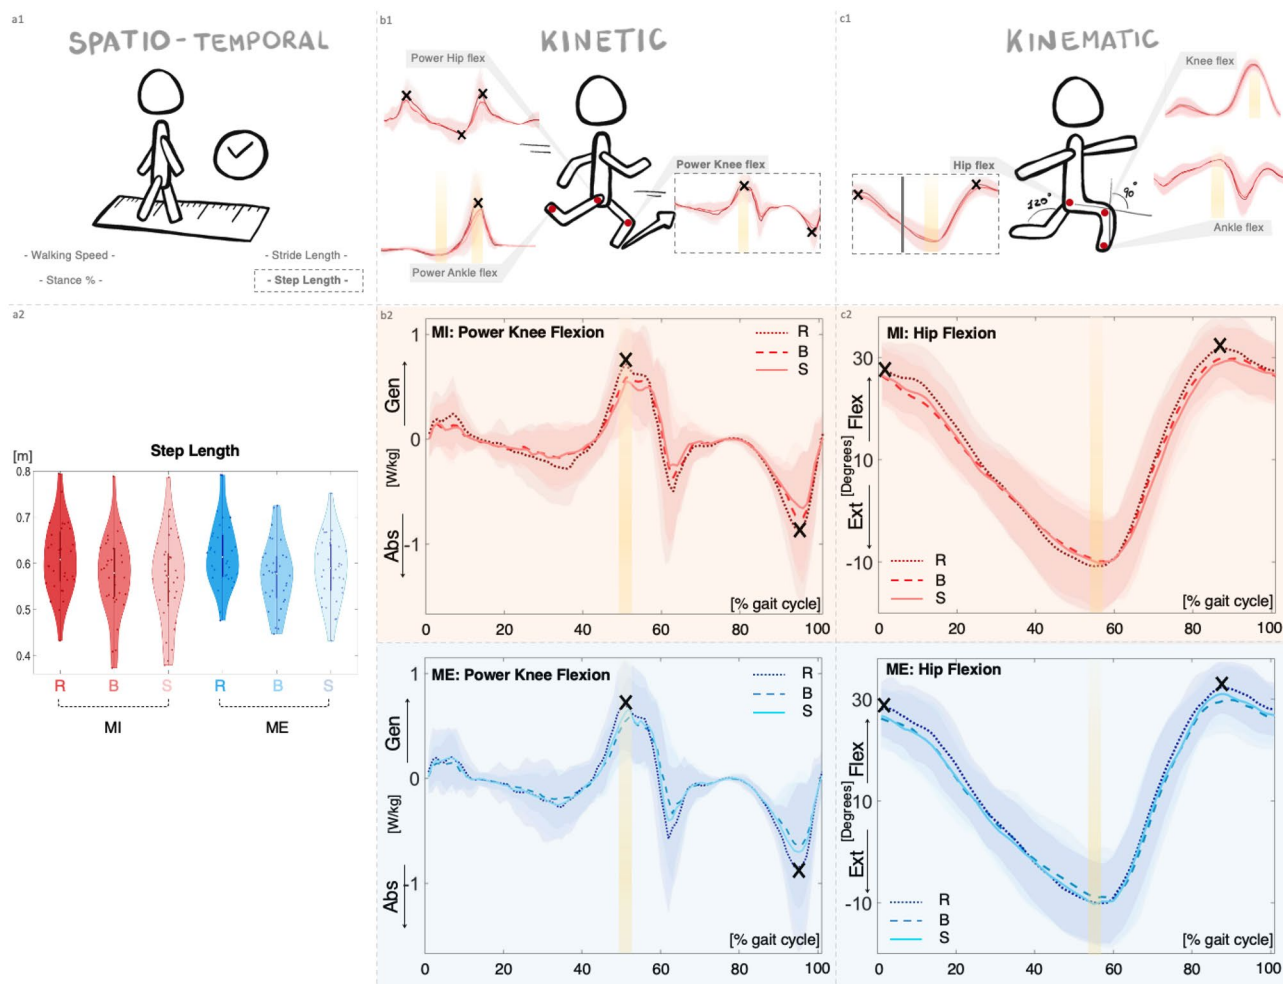 a1
SPATIO-TEMPORAL
- Walking Speed -
- Stride Length -
- Stance % -
- Step Length -
b1
KINETIC
Power Hip flex
Power Knee flex
Power Ankle flex
c1
KINEMATIC
Knee flex
Hip flex
120°
90°
Ankle flex
a2
Step Length
[m]
0.8
0.7
0.6
0.5
0.4
R B S R B S
MI ME
b2
MI: Power Knee Flexion
R
B
S
1
0
-1
Gen
[W/kg]
Abs
[% gait cycle]
0 20 40 60 80 100
c2
MI: Hip Flexion
30
10
-10
Flex
[Degrees]
Ext
R
B
S
[% gait cycle]
0 20 40 60 80 100
ME: Power Knee Flexion
R
B
S
1
0
-1
Gen
[W/kg]
Abs
[% gait cycle]
0 20 40 60 80 100
ME: Hip Flexion
30
10
-10
Flex
[Degrees]
Ext
R
B
S
[% gait cycle]
0 20 40 60 80 100